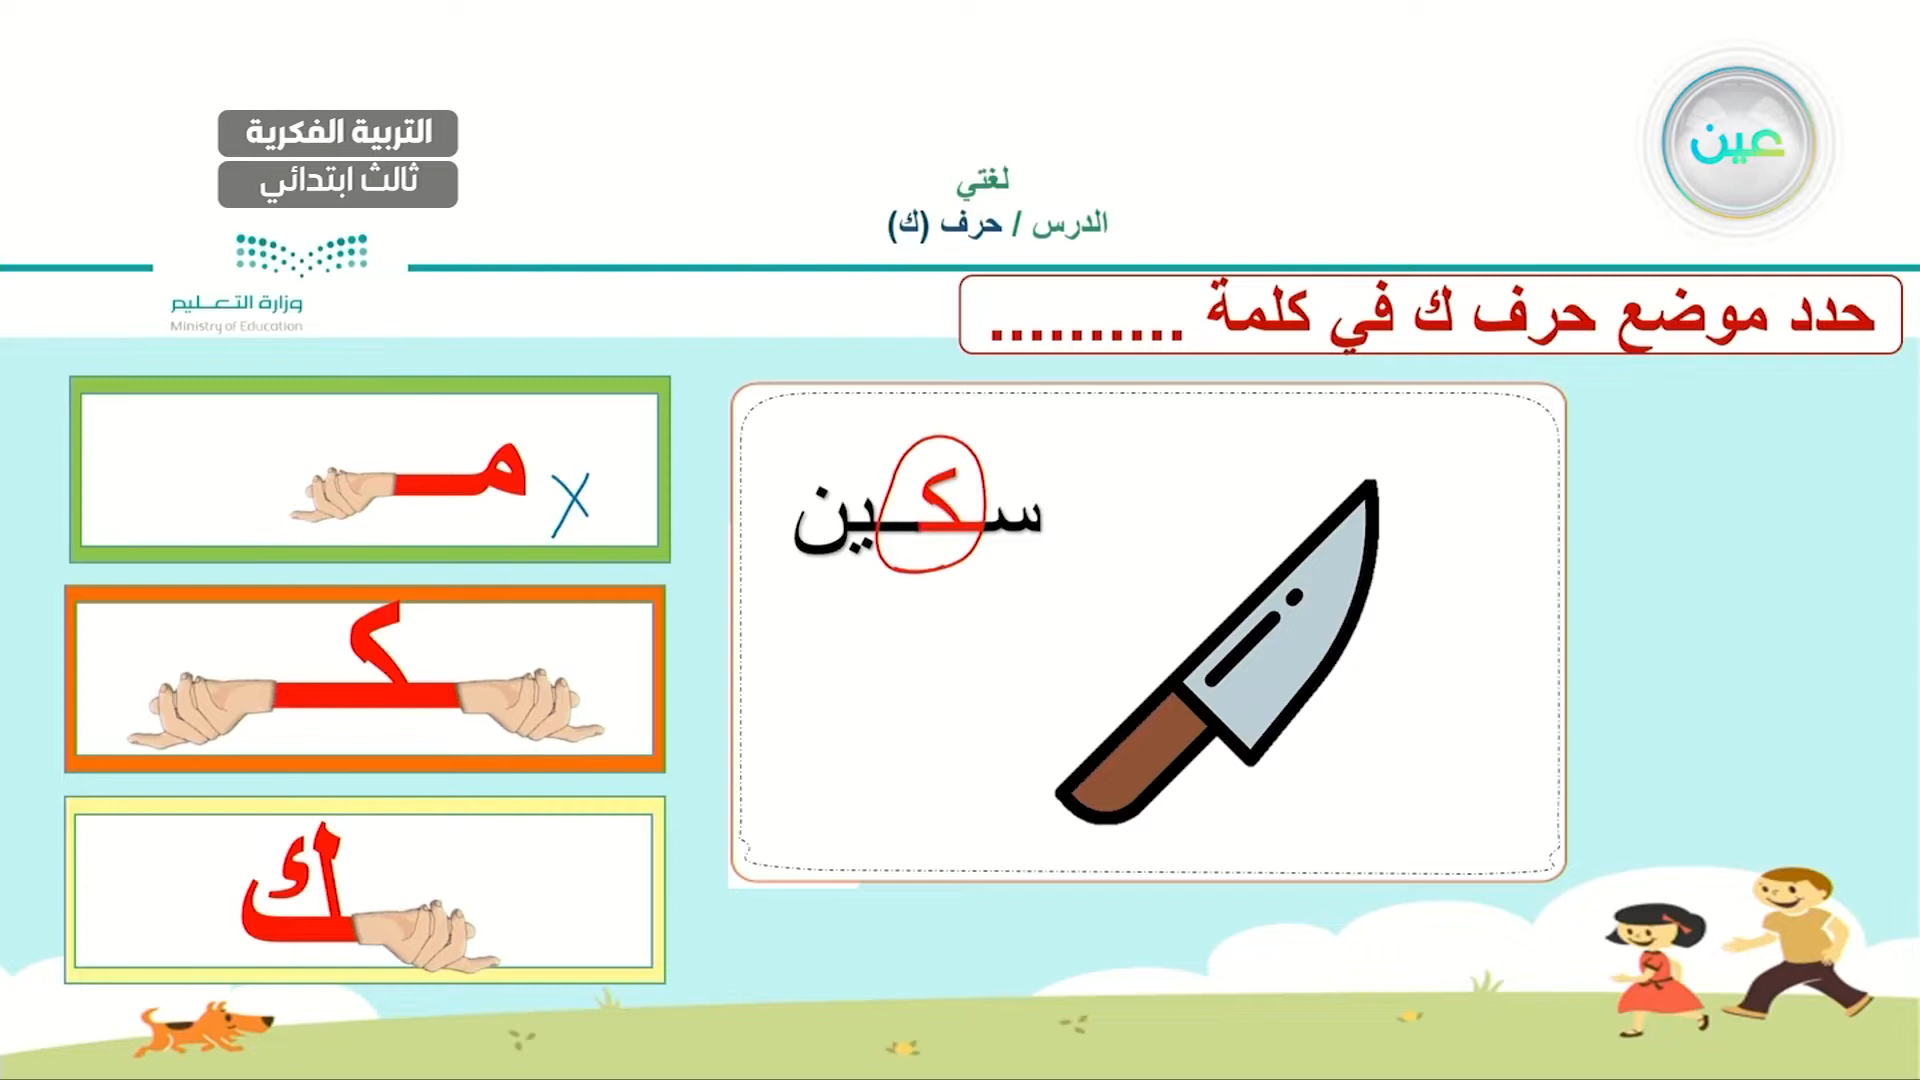 التربية الفكرية
ثالث ابتدائي
عين
لغتي
الدرس / حرف (ك)
وزارة التعليم
Ministry of Education
حدد موضع حرف ك في كلمة ..........
سكين
مـ
ـكـ
ـك